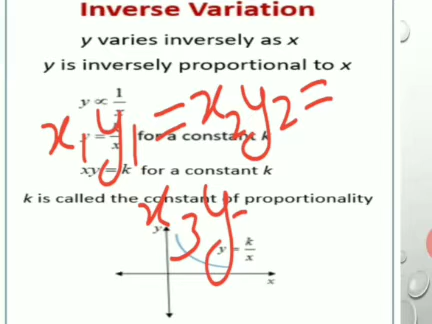 Inverse Variation
y varies inversely as x
y is inversely proportional to x
y ∝ 1/x
y = k/x for a constant k
xy = k for a constant k
k is called the constant of proportionality
x₁y₁ = x₂y₂ =
x₃y
y
y = k/x
x